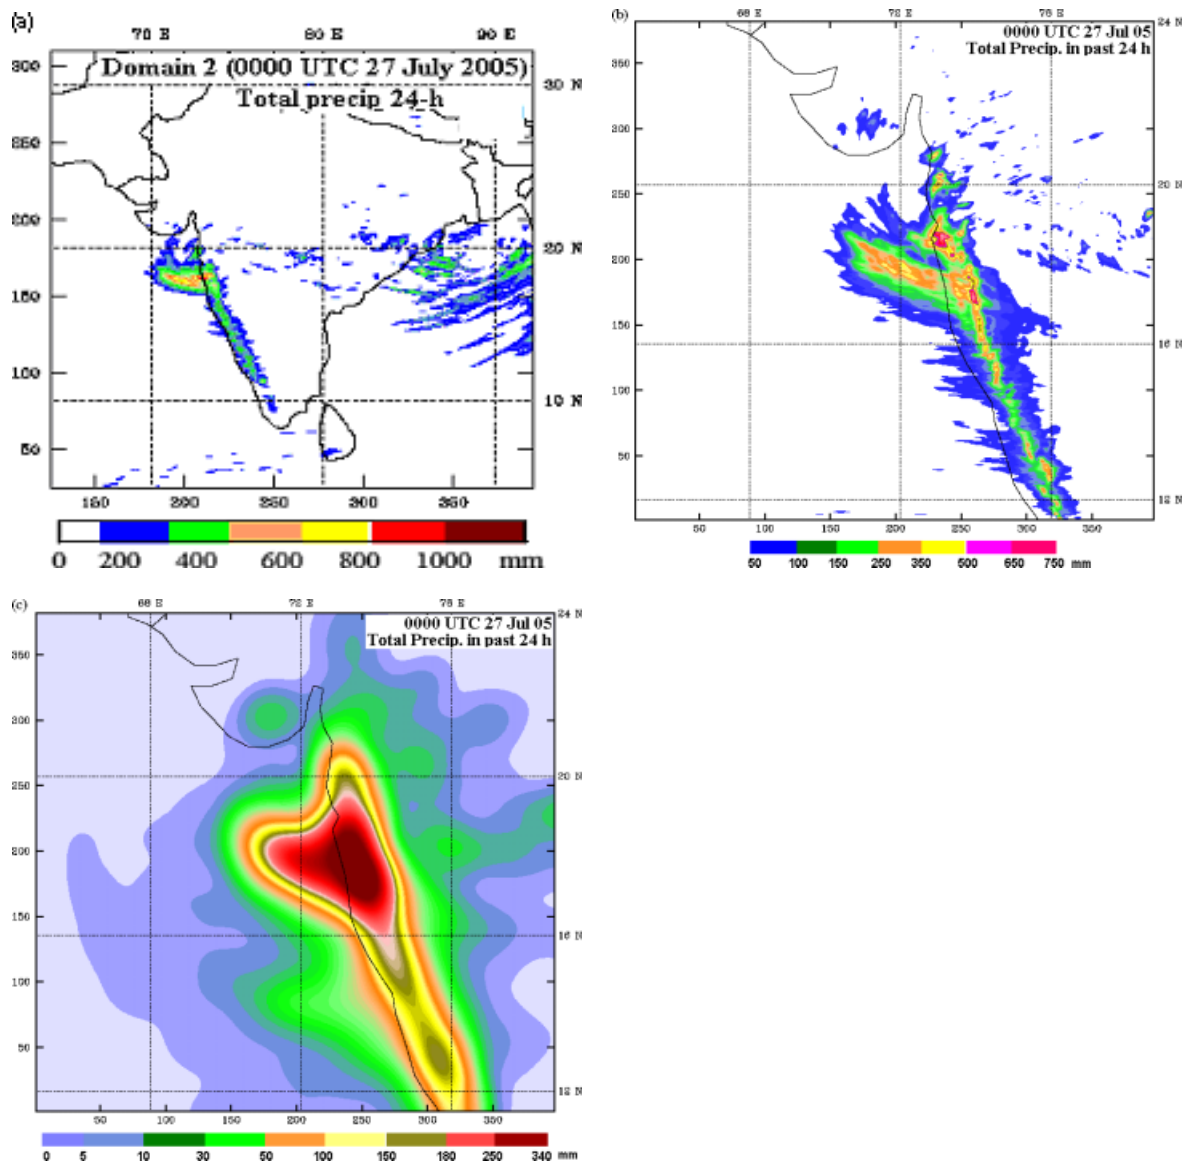 (a)
70 E 80 E 90 E
Domain 2 (0000 UTC 27 July 2005)
Total precip 24-h
350
300
250
200
150
100
50
30 N
20 N
10 N
150 200 250 300 350
0 200 400 600 800 1000 mm
(b)
68 E 72 E 76 E
0000 UTC 27 Jul 05
Total Precip. in past 24 h
24 N
350
300
250
200
150
100
50
20 N
16 N
12 N
50 100 150 200 250 300 350
50 100 150 250 350 500 650 750 mm
(c)
68 E 72 E 76 E
0000 UTC 27 Jul 05
Total Precip. in past 24 h
24 N
350
300
250
200
150
100
50
20 N
16 N
12 N
50 100 150 200 250 300 350
0 5 10 30 50 100 150 180 250 340 mm